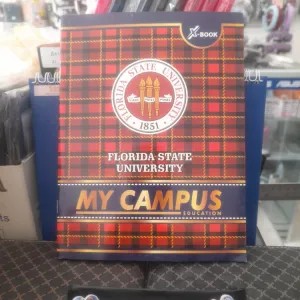 X-BOOK
FLORIDA STATE UNIVERSITY
1851
FLORIDA STATE
UNIVERSITY
MY CAMPUS
EDUCATION